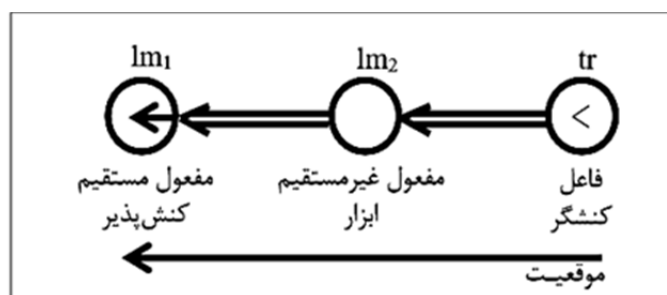 tr lm₂ lm₁
<
فاعل مفعول غیرمستقیم مفعول مستقیم
کنشگر ابزار کنش‌پذیر
موقعیت